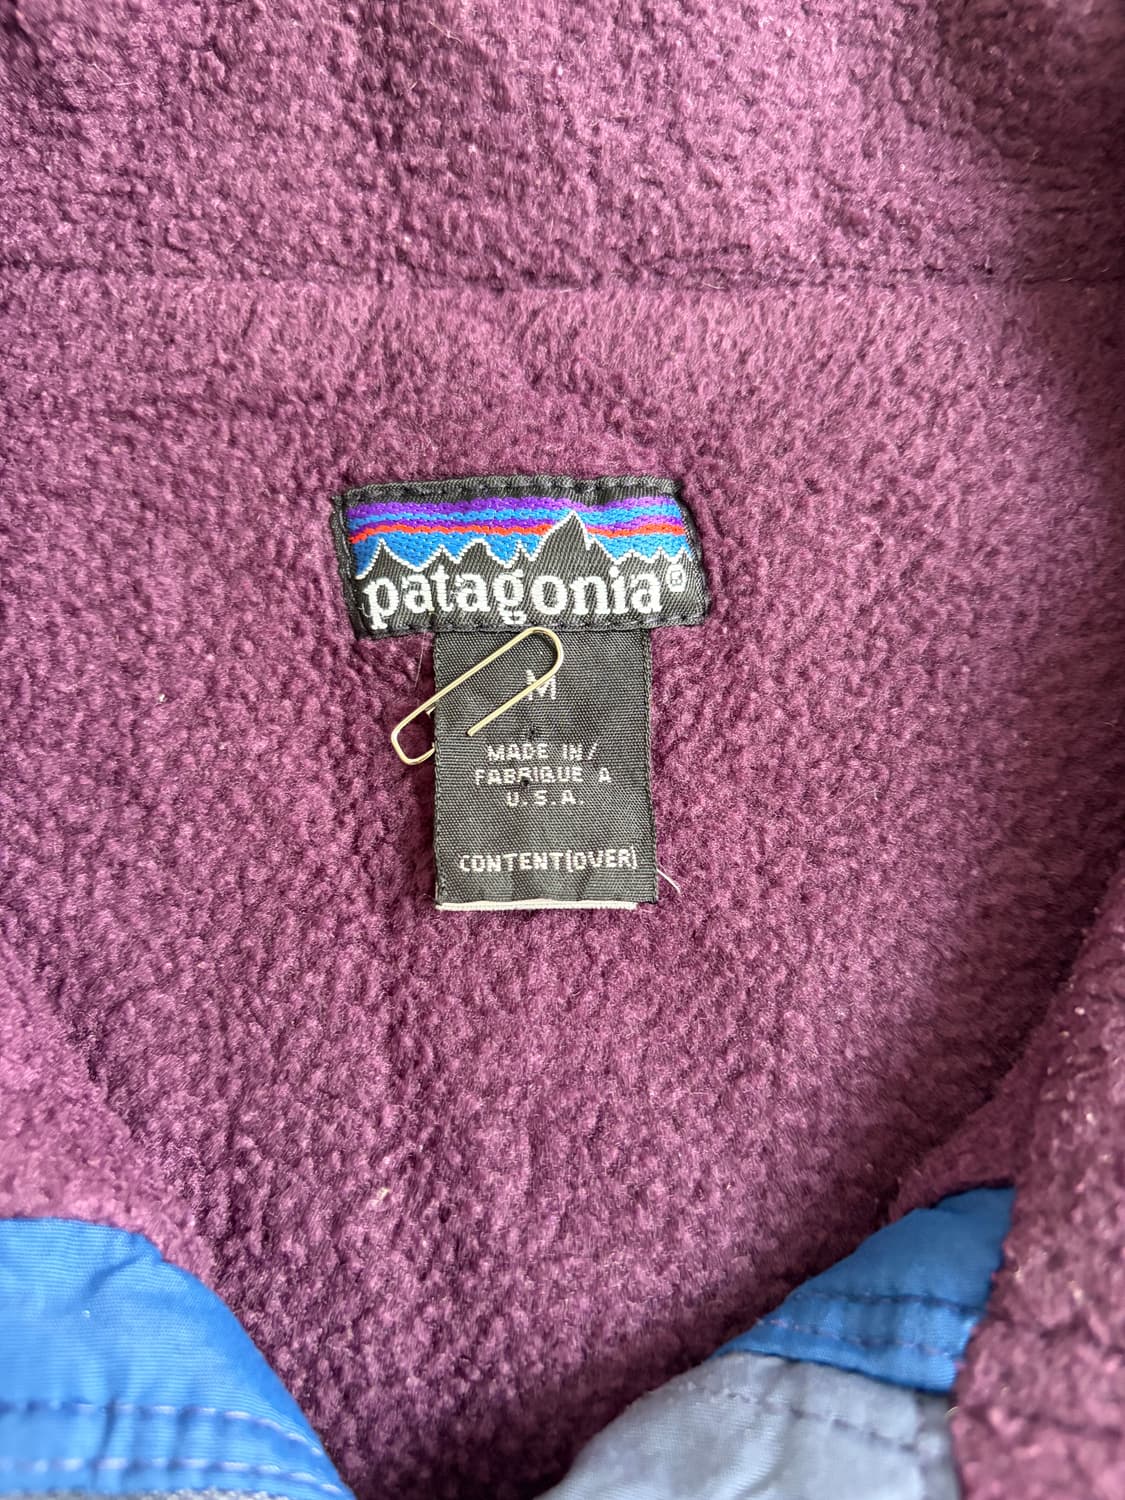 patagonia®
M
MADE IN/
FABRIQUE A
U.S.A.
CONTENT(OVER)